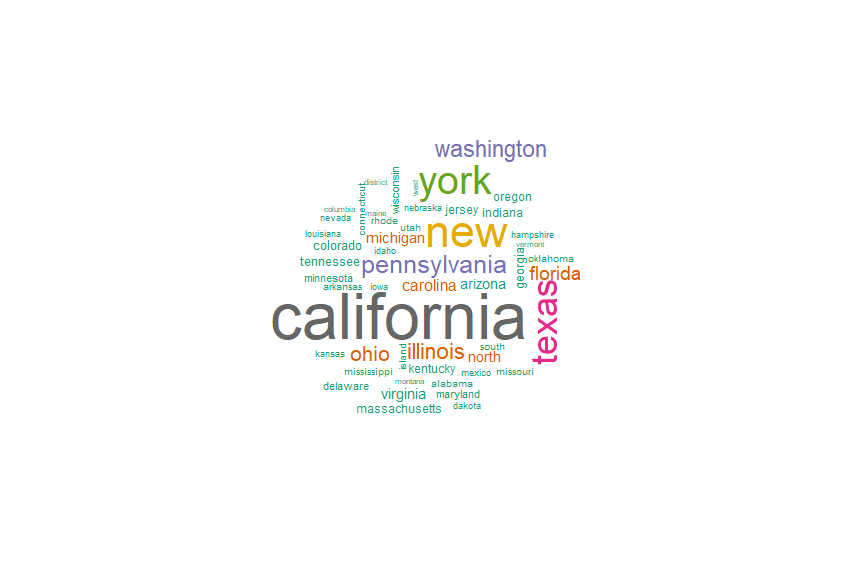 washington
york
district
west
wisconsin
connecticut
oregon
columbia
maine
nebraska
jersey
indiana
nevada
rhode
utah
new
louisiana
michigan
hampshire
colorado
idaho
vermont
georgia
tennessee
pennsylvania
oklahoma
minnesota
florida
arkansas
iowa
carolina
arizona
california
texas
kansas
ohio
island
illinois
south
north
mississippi
kentucky
mexico
missouri
delaware
montana
alabama
virginia
maryland
massachusetts
dakota